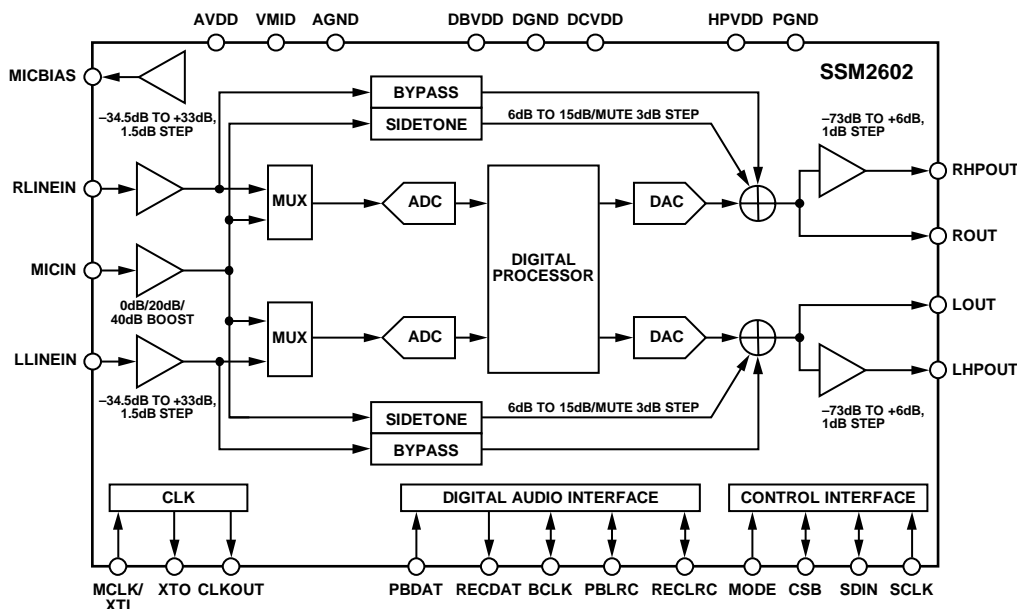 AVDD VMID AGND DBVDD DGND DCVDD HPVDD PGND
SSM2602
MICBIAS
BYPASS
–34.5dB TO +33dB,
1.5dB STEP
SIDETONE
6dB TO 15dB/MUTE 3dB STEP
–73dB TO +6dB,
1dB STEP
RLINEIN
MUX
ADC
DAC
RHPOUT
ROUT
MICIN
DIGITAL
PROCESSOR
0dB/20dB/
40dB BOOST
LOUT
MUX
ADC
DAC
LLINEIN
LHPOUT
–34.5dB TO +33dB,
1.5dB STEP
SIDETONE
6dB TO 15dB/MUTE 3dB STEP
–73dB TO +6dB,
1dB STEP
BYPASS
CLK
DIGITAL AUDIO INTERFACE
CONTROL INTERFACE
MCLK/
XTI
XTO CLKOUT PBDAT RECDAT BCLK PBLRC RECLRC MODE CSB SDIN SCLK